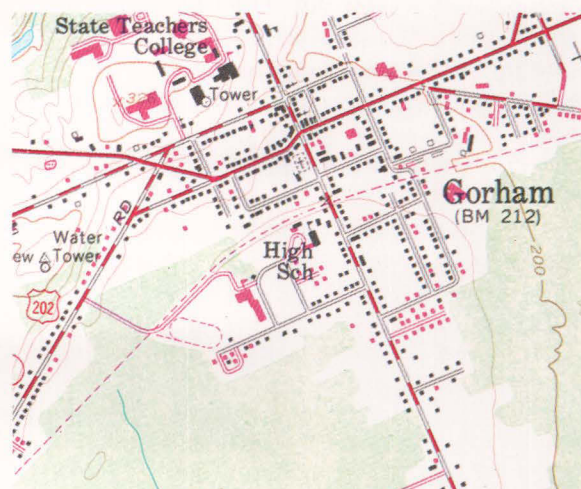 State Teachers
College
Tower
Gorham
(BM 212)
RD
Water
Tower
ew
High
Sch
200
202